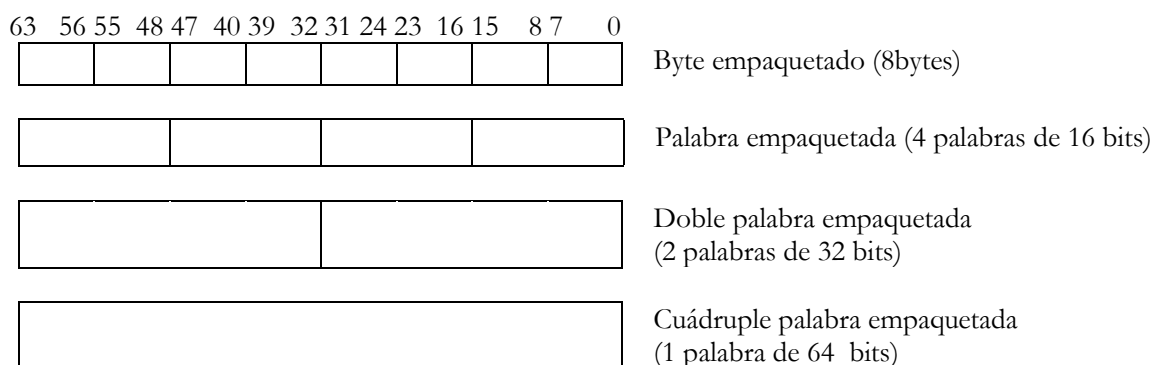 63 56 55 48 47 40 39 32 31 24 23 16 15 8 7 0
Byte empaquetado (8bytes)
Palabra empaquetada (4 palabras de 16 bits)
Doble palabra empaquetada
(2 palabras de 32 bits)
Cuádruple palabra empaquetada
(1 palabra de 64 bits)